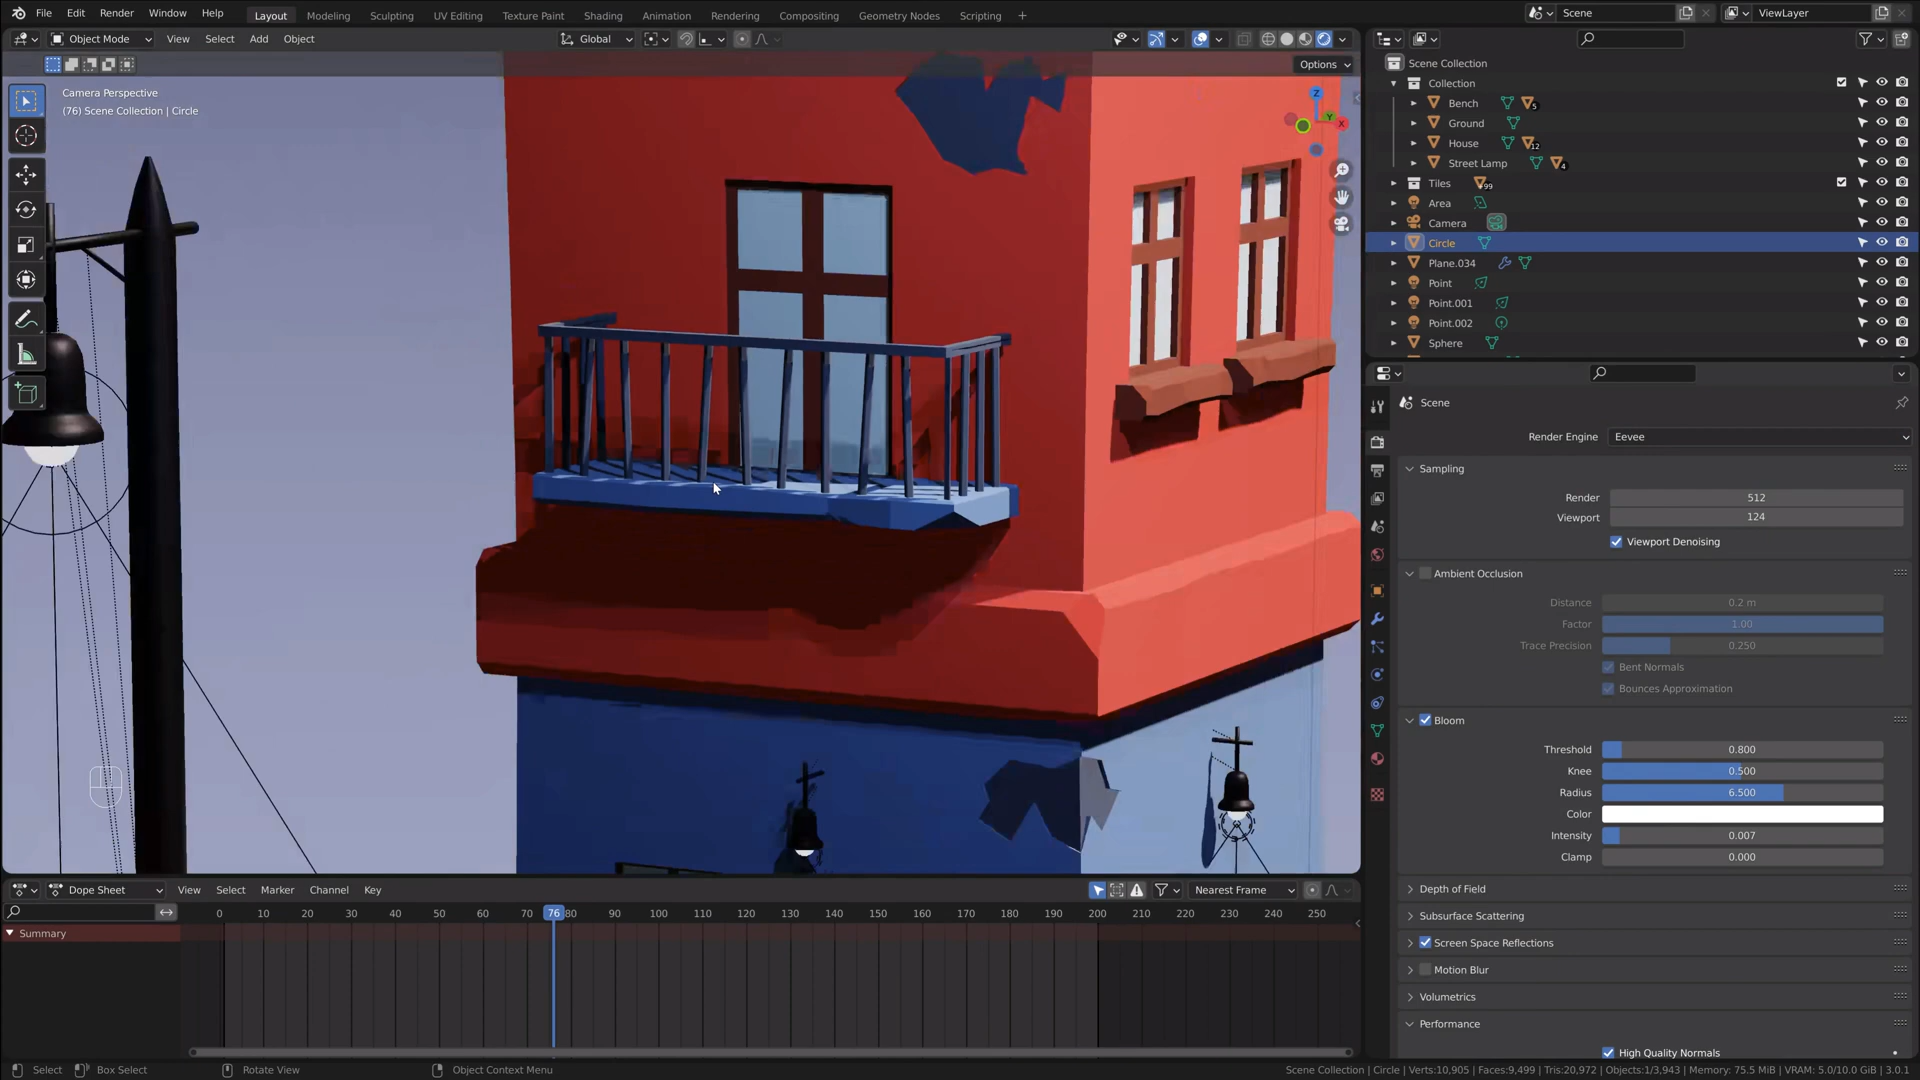 File Edit Render Window Help Layout Modeling Sculpting UV Editing Texture Paint Shading Animation Rendering Compositing Geometry Nodes Scripting + Scene ViewLayer
Object Mode View Select Add Object Global
Options
Camera Perspective
(76) Scene Collection | Circle
Z
Y
X
Scene Collection
Collection
Bench 5
Ground
House 12
Street Lamp 4
Tiles 99
Area
Camera
Circle
Plane.034
Point
Point.001
Point.002
Sphere
Scene
Render Engine Eevee
Sampling
Render 512
Viewport 124
Viewport Denoising
Ambient Occlusion
Distance 0.2 m
Factor 1.00
Trace Precision 0.250
Bent Normals
Bounces Approximation
Bloom
Threshold 0.800
Knee 0.500
Radius 6.500
Color
Intensity 0.007
Clamp 0.000
Depth of Field
Subsurface Scattering
Screen Space Reflections
Motion Blur
Volumetrics
Performance
High Quality Normals
Dope Sheet View Select Marker Channel Key Nearest Frame
0 10 20 30 40 50 60 70 76 80 90 100 110 120 130 140 150 160 170 180 190 200 210 220 230 240 250
Summary
Select Box Select Rotate View Object Context Menu Scene Collection | Circle | Verts:10,905 | Faces:9,499 | Tris:20,972 | Objects:1/3,943 | Memory: 75.5 MiB | VRAM: 5.0/10.0 GiB | 3.0.1